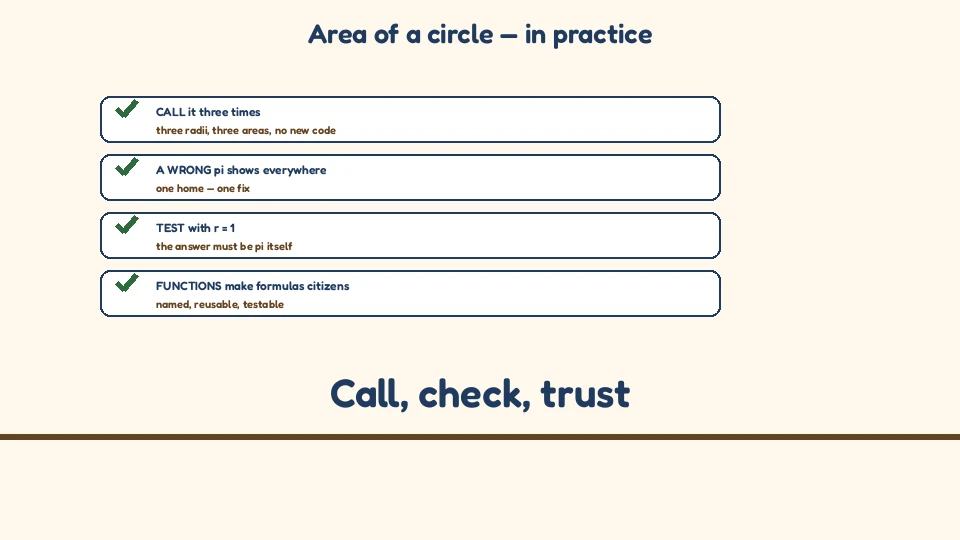 Area of a circle — in practice
CALL it three times
three radii, three areas, no new code
A WRONG pi shows everywhere
one home — one fix
TEST with r = 1
the answer must be pi itself
FUNCTIONS make formulas citizens
named, reusable, testable
Call, check, trust